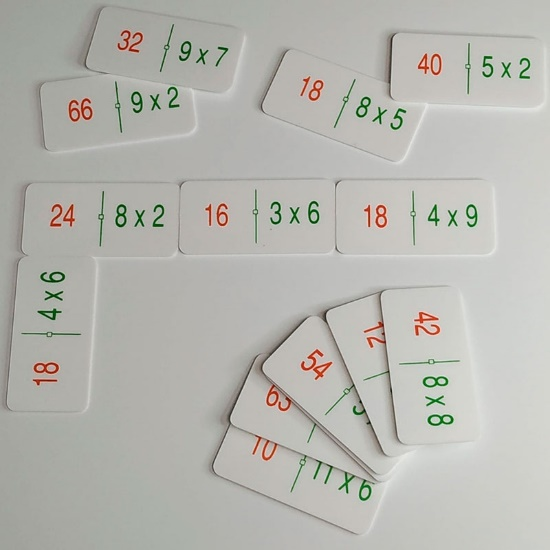 32 9 x 7
66 9 x 2
18 8 x 5
40 5 x 2
24 8 x 2
16 3 x 6
18 4 x 9
18 4 x 6
42 8 x 8
12
54
63
10 11 x 6